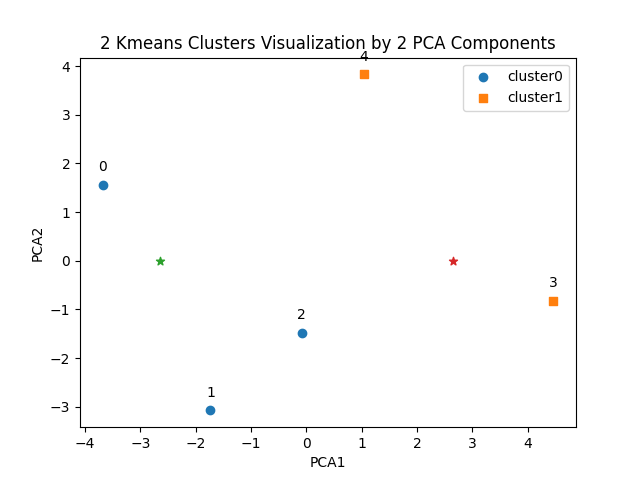 2 Kmeans Clusters Visualization by 2 PCA Components
cluster0
cluster1
4
0
3
2
1
4
3
2
1
0
−1
−2
−3
PCA2
−4 −3 −2 −1 0 1 2 3 4
PCA1